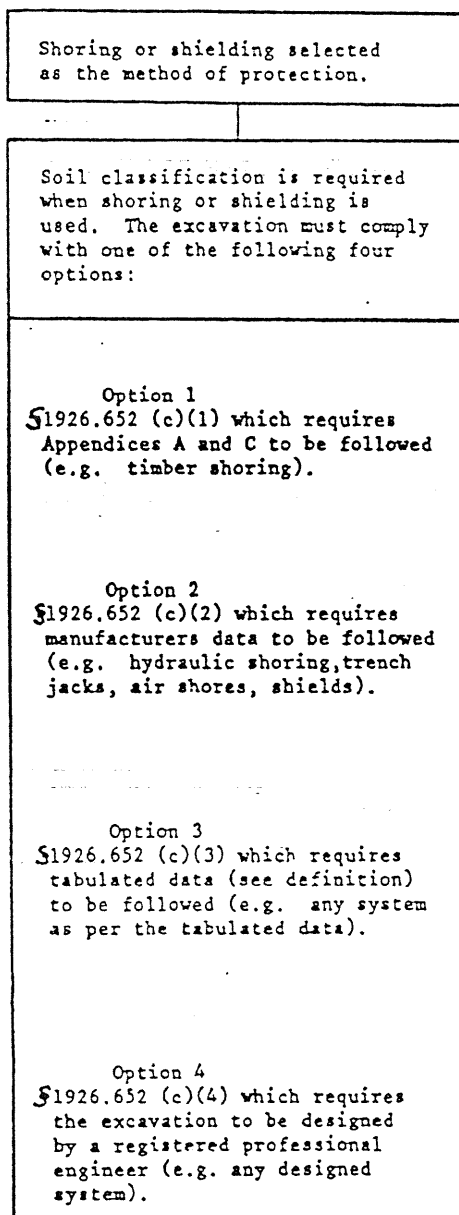 Shoring or shielding selected
as the method of protection.
Soil classification is required
when shoring or shielding is
used. The excavation must comply
with one of the following four
options:
Option 1
§1926.652 (c)(1) which requires
Appendices A and C to be followed
(e.g. timber shoring).
Option 2
§1926.652 (c)(2) which requires
manufacturers data to be followed
(e.g. hydraulic shoring,trench
jacks, air shores, shields).
Option 3
§1926.652 (c)(3) which requires
tabulated data (see definition)
to be followed (e.g. any system
as per the tabulated data).
Option 4
§1926.652 (c)(4) which requires
the excavation to be designed
by a registered professional
engineer (e.g. any designed
system).